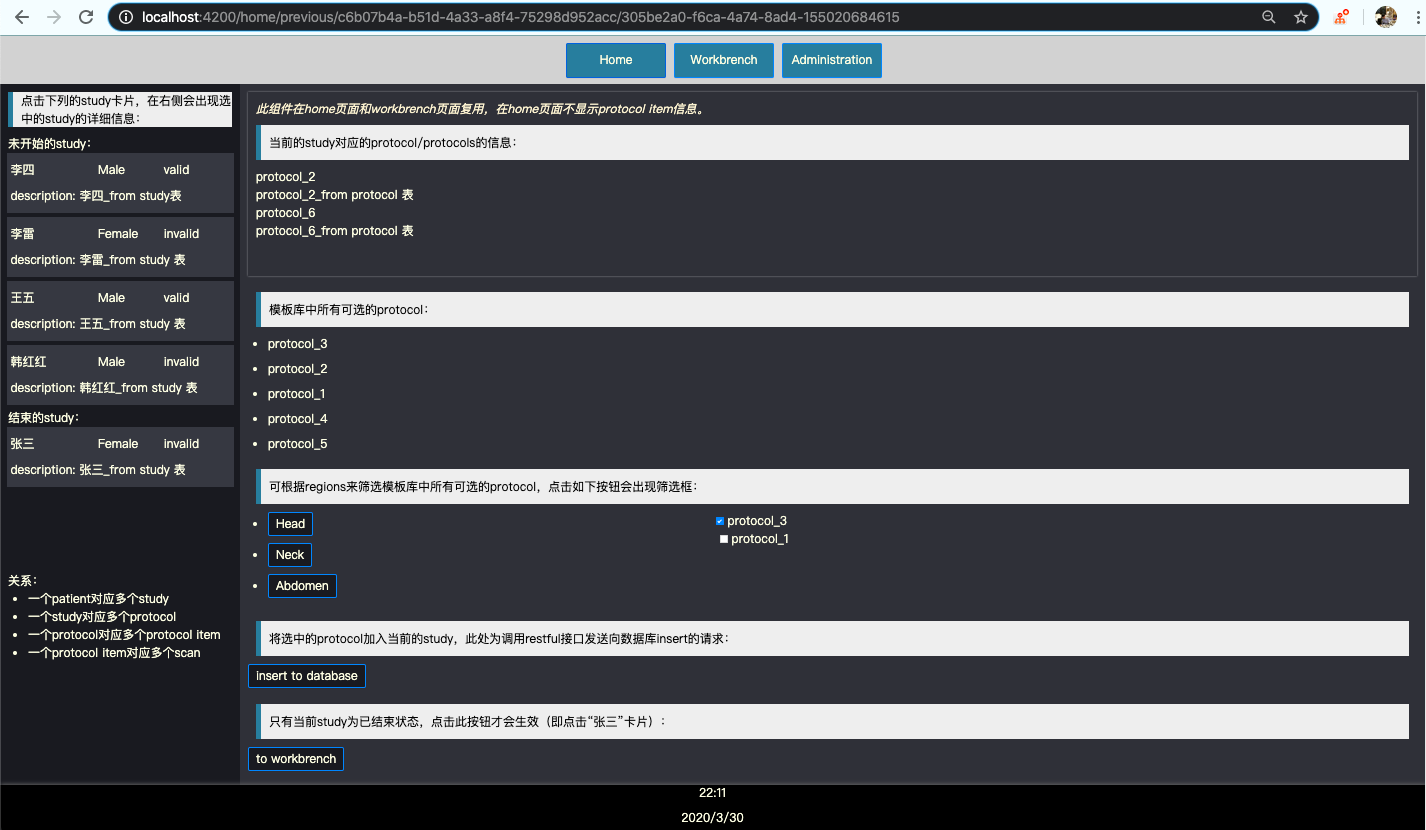 localhost:4200/home/previous/c6b07b4a-b51d-4a33-a8f4-75298d952acc/305be2a0-f6ca-4a74-8ad4-155020684615
Home
Workbrench
Administration
点击下列的study卡片，在右侧会出现选
中的study的详细信息：
未开始的study：
李四 Male valid
description: 李四_from study表
李雷 Female invalid
description: 李雷_from study 表
王五 Male valid
description: 王五_from study 表
韩红红 Male invalid
description: 韩红红_from study 表
结束的study：
张三 Female invalid
description: 张三_from study 表
关系：
一个patient对应多个study
一个study对应多个protocol
一个protocol对应多个protocol item
一个protocol item对应多个scan
此组件在home页面和workbrench页面复用，在home页面不显示protocol item信息。
当前的study对应的protocol/protocols的信息：
protocol_2
protocol_2_from protocol 表
protocol_6
protocol_6_from protocol 表
模板库中所有可选的protocol：
protocol_3
protocol_2
protocol_1
protocol_4
protocol_5
可根据regions来筛选模板库中所有可选的protocol，点击如下按钮会出现筛选框：
Head
Neck
Abdomen
protocol_3
protocol_1
将选中的protocol加入当前的study，此处为调用restful接口发送向数据库insert的请求：
insert to database
只有当前study为已结束状态，点击此按钮才会生效（即点击“张三”卡片）：
to workbrench
22:11
2020/3/30